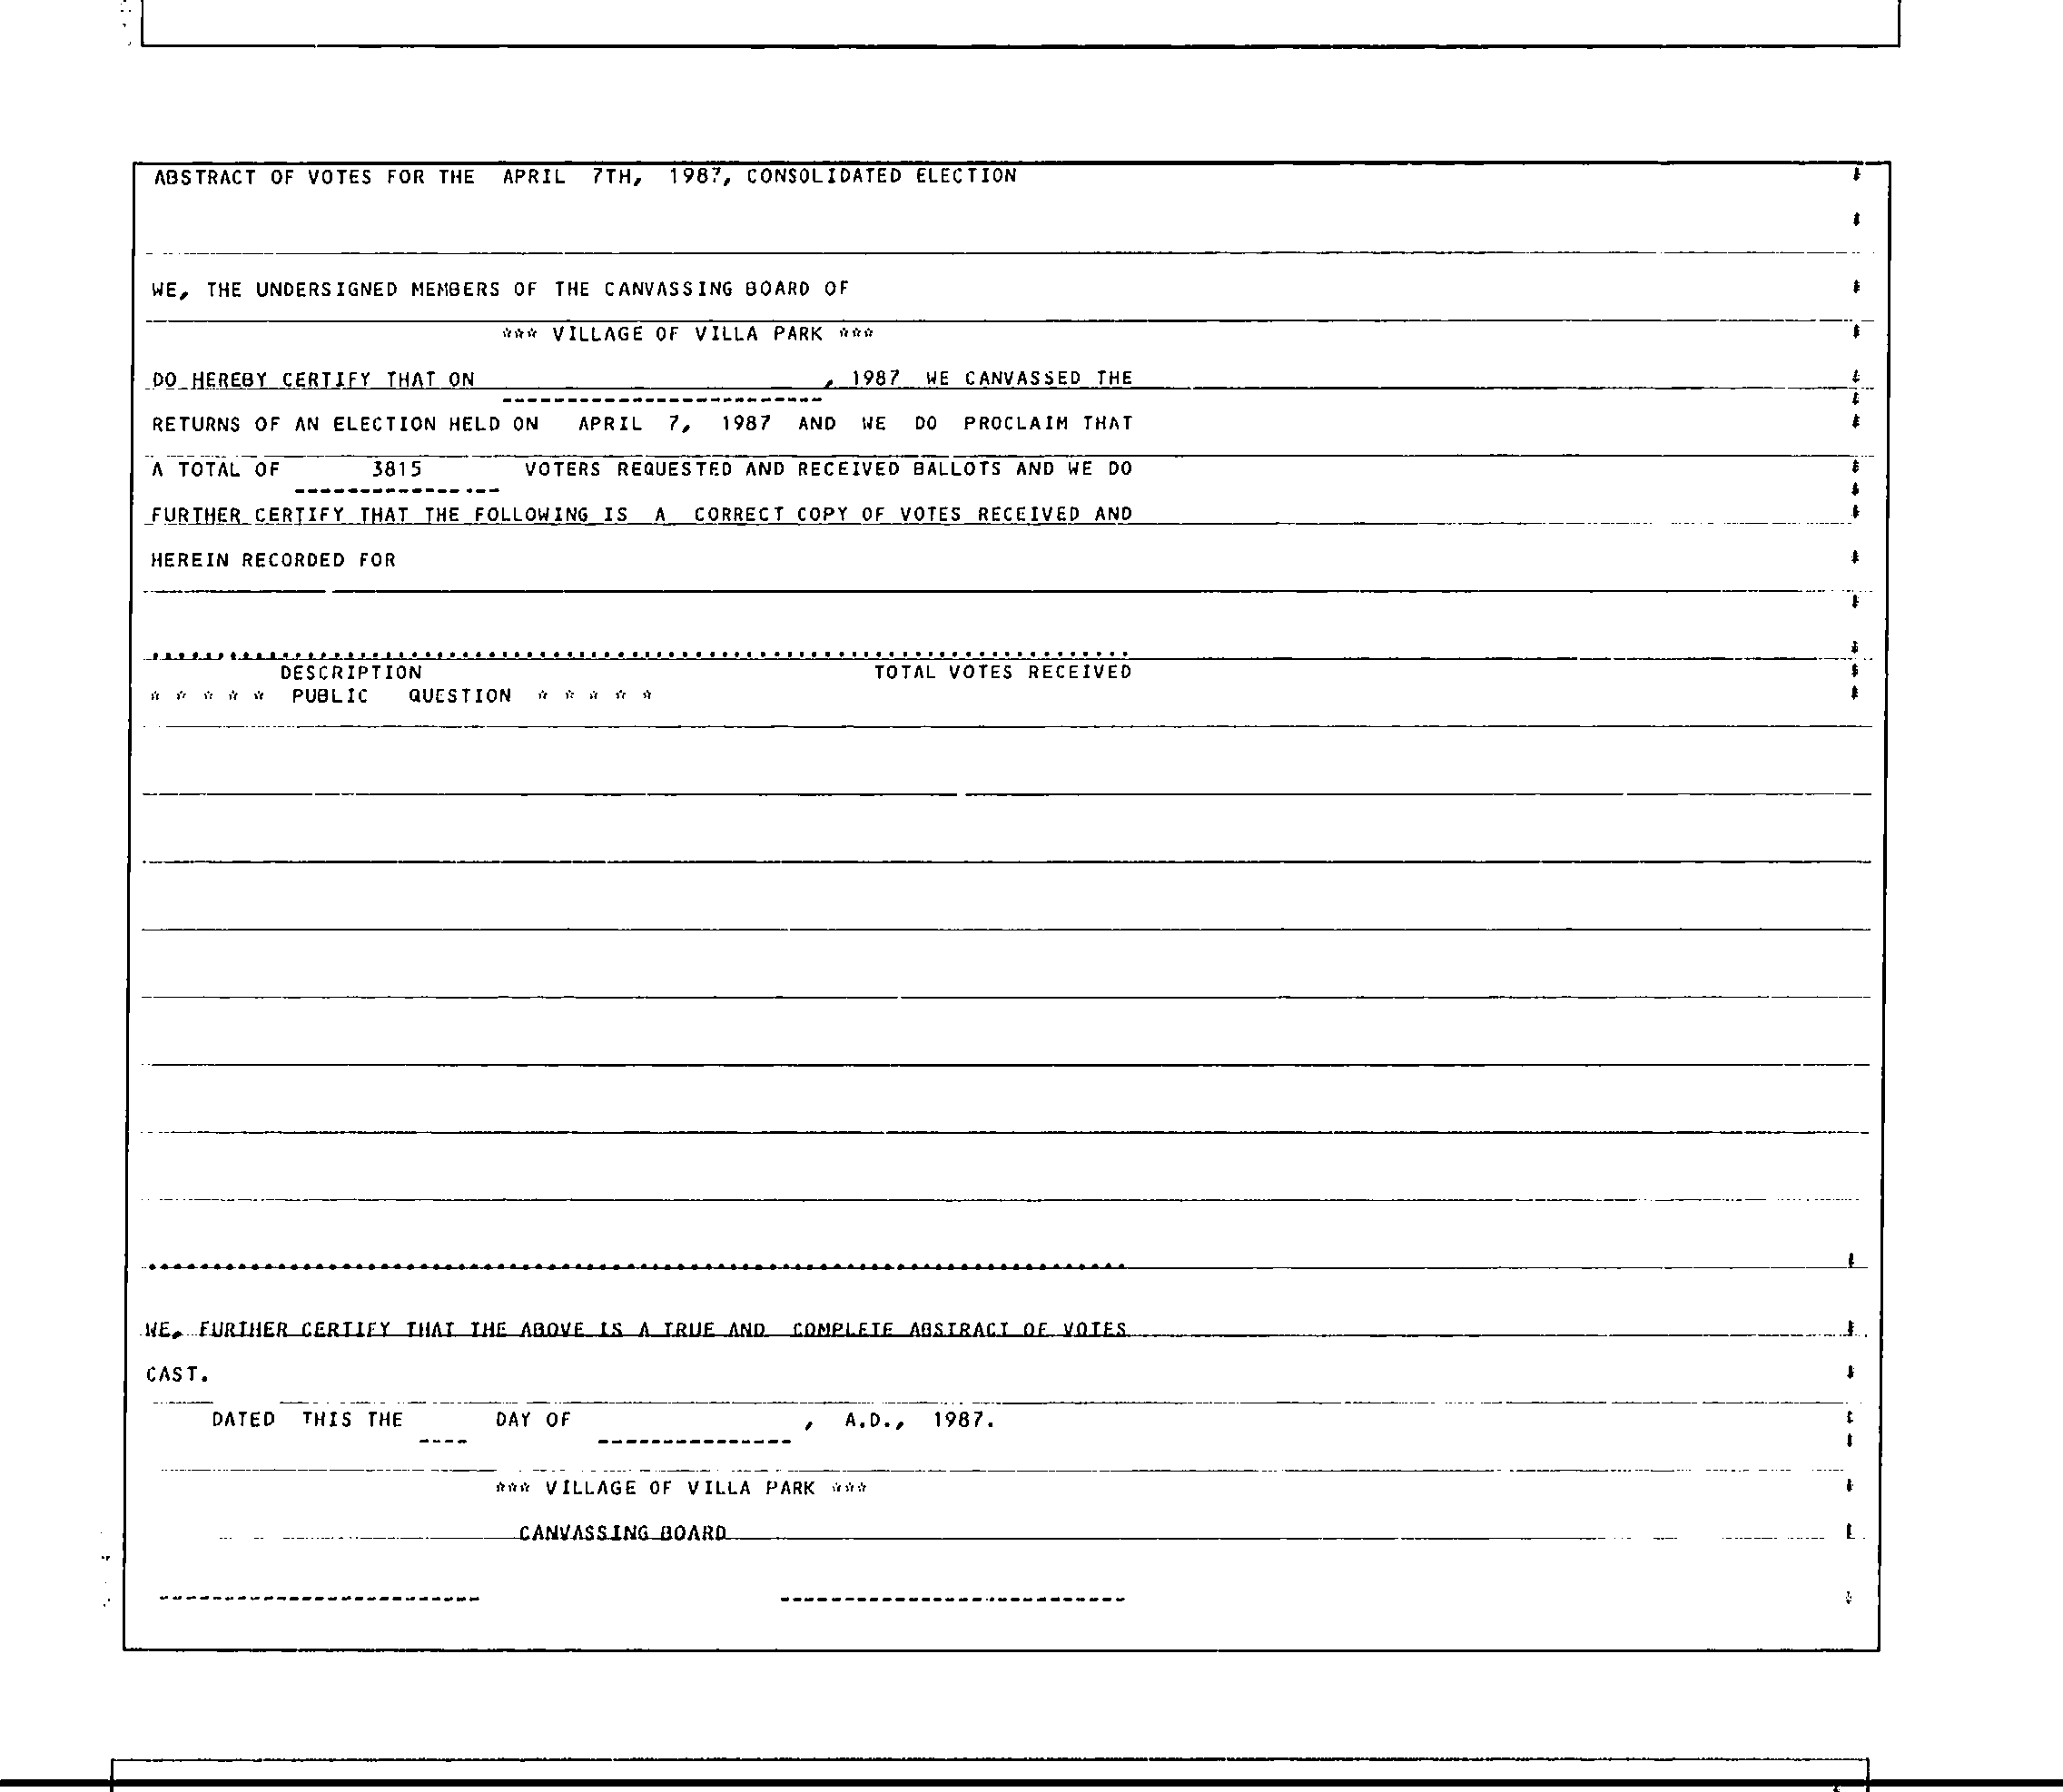 ABSTRACT OF VOTES FOR THE APRIL 7TH, 1987, CONSOLIDATED ELECTION
WE, THE UNDERSIGNED MEMBERS OF THE CANVASSING BOARD OF
*** VILLAGE OF VILLA PARK ***
DO HEREBY CERTIFY THAT ON , 1987 WE CANVASSED THE
RETURNS OF AN ELECTION HELD ON APRIL 7, 1987 AND WE DO PROCLAIM THAT
A TOTAL OF 3815 VOTERS REQUESTED AND RECEIVED BALLOTS AND WE DO
FURTHER CERTIFY THAT THE FOLLOWING IS A CORRECT COPY OF VOTES RECEIVED AND
HEREIN RECORDED FOR
DESCRIPTION TOTAL VOTES RECEIVED
* * * * * PUBLIC QUESTION * * * * *
WE, FURTHER CERTIFY THAT THE ABOVE IS A TRUE AND COMPLETE ABSTRACT OF VOTES
CAST.
DATED THIS THE ---- DAY OF --------------- , A.D., 1987.
*** VILLAGE OF VILLA PARK ***
CANVASSING BOARD